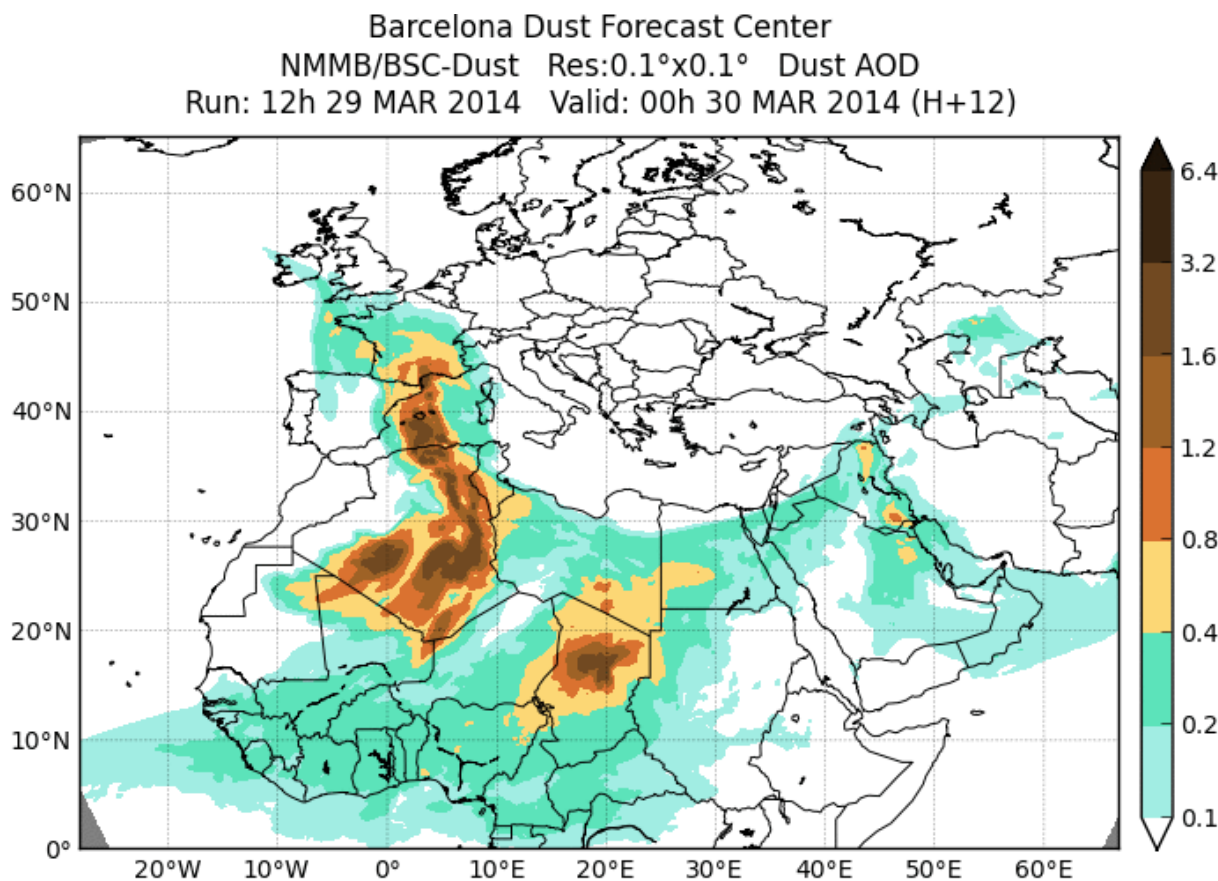 Barcelona Dust Forecast Center
NMMB/BSC-Dust   Res:0.1°x0.1°   Dust AOD
Run: 12h 29 MAR 2014   Valid: 00h 30 MAR 2014 (H+12)
60°N
50°N
40°N
30°N
20°N
10°N
0°
20°W
10°W
0°
10°E
20°E
30°E
40°E
50°E
60°E
6.4
3.2
1.6
1.2
0.8
0.4
0.2
0.1